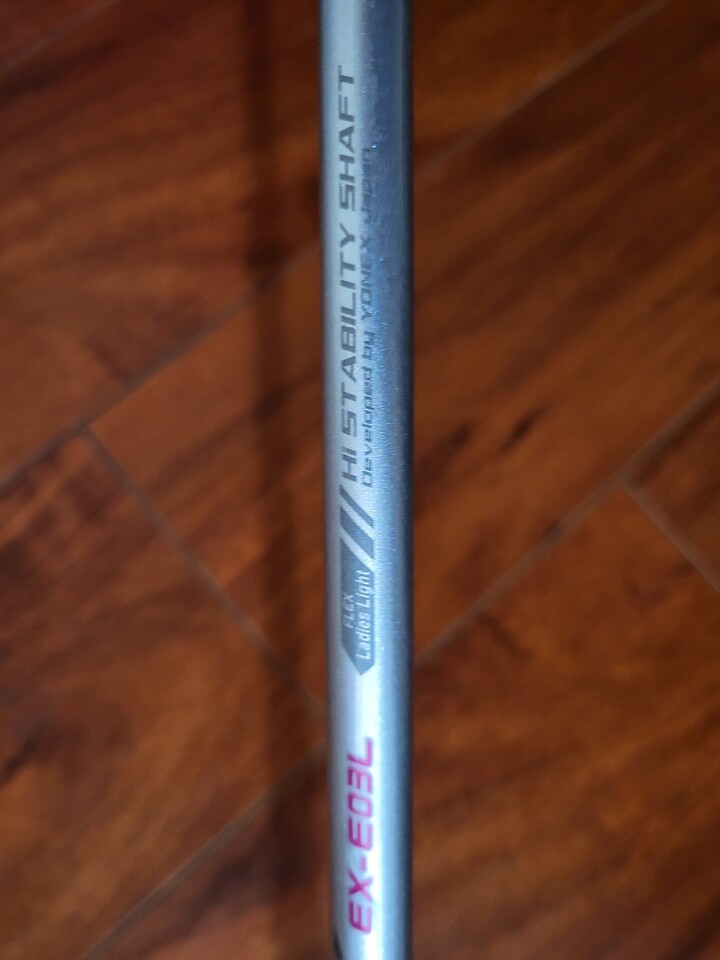 EX-E03L
FLEX
Ladies Light
HI STABILITY SHAFT
Developed by YONEX Japan